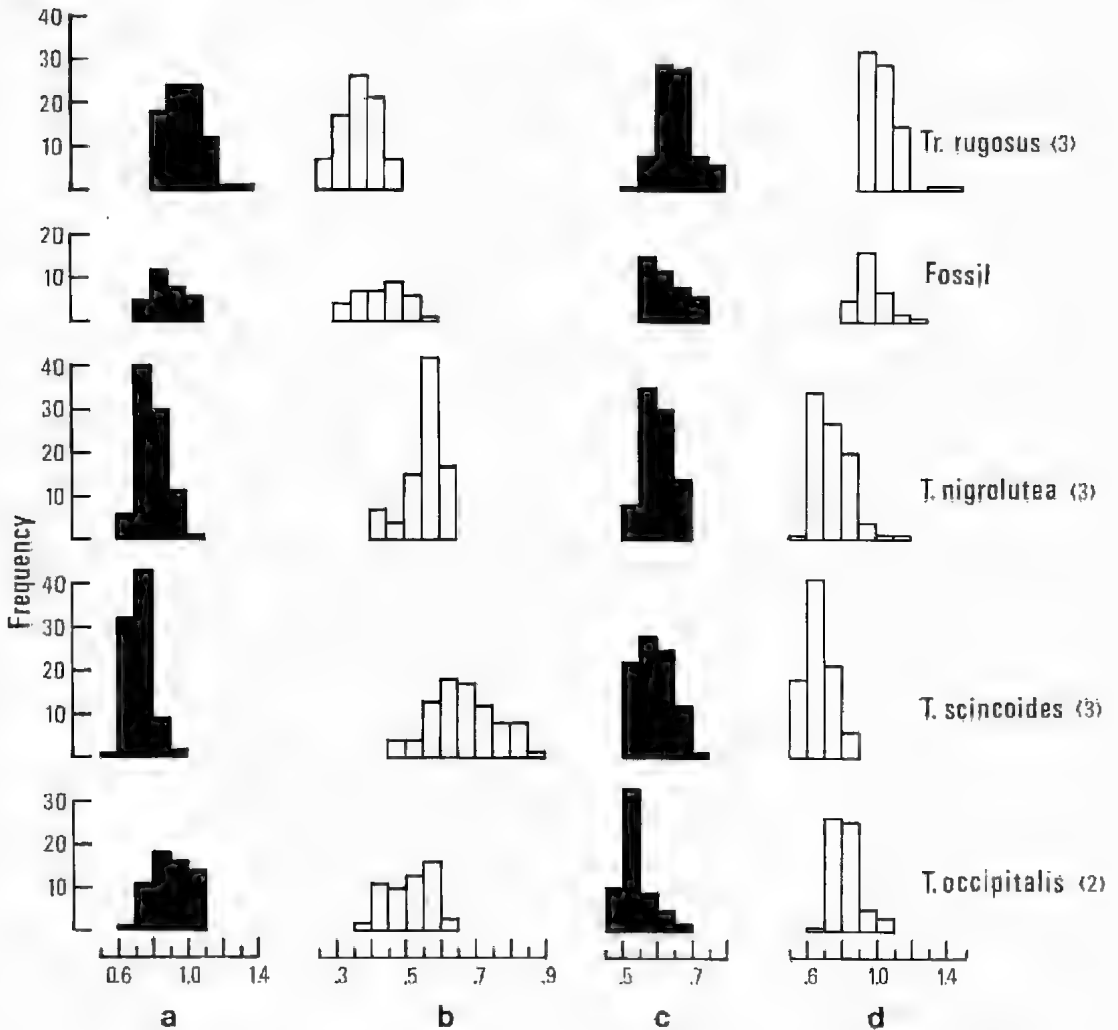 40
30
20
10
Tr. rugosus (3)
20
10
Fossil
40
30
20
10
T. nigrolutea (3)
Frequency
40
30
20
10
T. scincoides (3)
30
20
10
T. occipitalis (2)
0.6 1.0 1.4
.3 .5 .7 .9
.5 .7
.6 1.0 1.4
a b c d